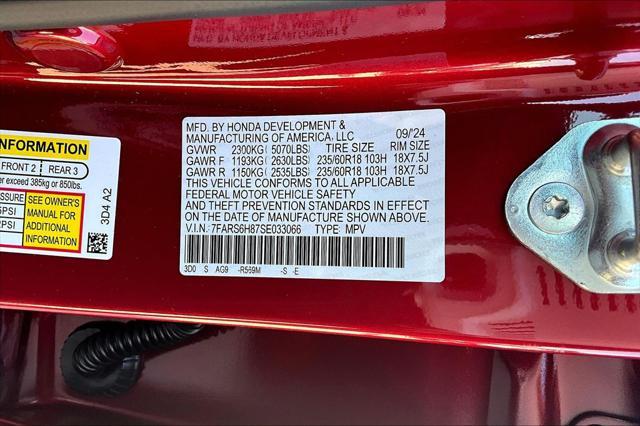 INFORMATION
FRONT 2 REAR 3
er exceed 385kg or 850lbs.
SSURE
SEE OWNER'S
MANUAL FOR
ADDITIONAL
INFORMATION
PSI
PSI
3D4 A2
MFD. BY HONDA DEVELOPMENT &
MANUFACTURING OF AMERICA, LLC 09/'24
GVWR 2300KG( 5070LBS) TIRE SIZE RIM SIZE
GAWR F 1193KG (2630LBS) 235/60R18 103H 18X7.5J
GAWR R 1150KG (2535LBS) 235/60R18 103H 18X7.5J
THIS VEHICLE CONFORMS TO ALL APPLICABLE
FEDERAL MOTOR VEHICLE SAFETY
AND THEFT PREVENTION STANDARDS IN EFFECT
ON THE DATE OF MANUFACTURE SHOWN ABOVE.
V.I.N. : 7FARS6H87SE033066 TYPE: MPV
3D0 S AG9 -R569M -S -E